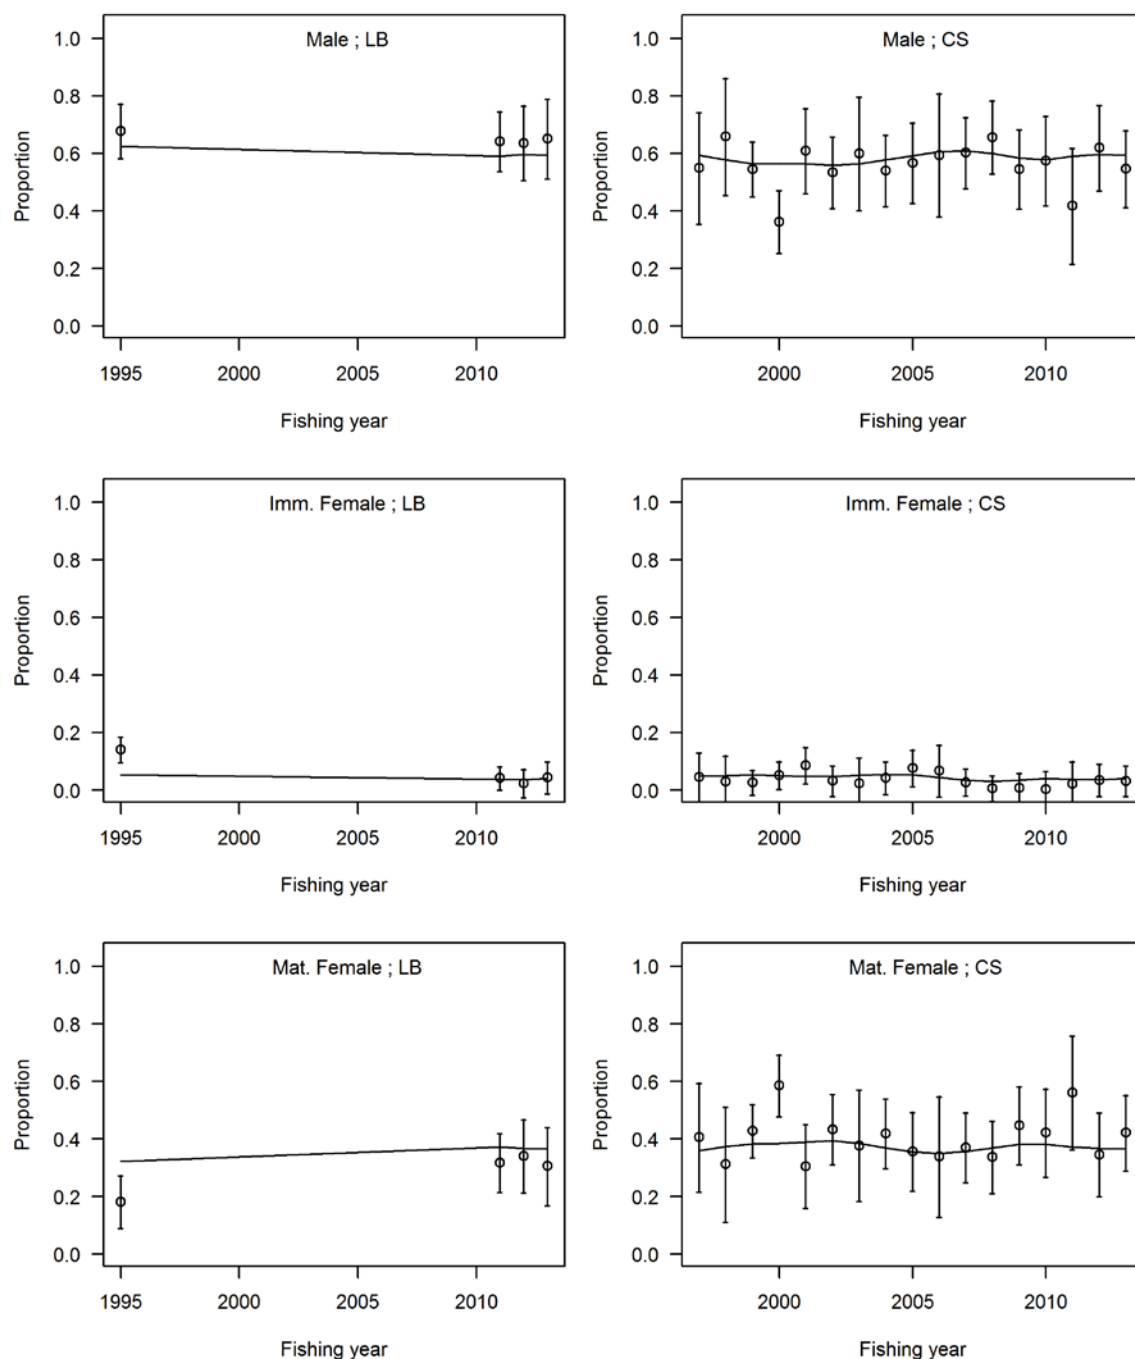 Male ; LB
Proportion
1.0
0.8
0.6
0.4
0.2
0.0
1995 2000 2005 2010
Fishing year
Male ; CS
Proportion
1.0
0.8
0.6
0.4
0.2
0.0
2000 2005 2010
Fishing year
Imm. Female ; LB
Proportion
1.0
0.8
0.6
0.4
0.2
0.0
1995 2000 2005 2010
Fishing year
Imm. Female ; CS
Proportion
1.0
0.8
0.6
0.4
0.2
0.0
2000 2005 2010
Fishing year
Mat. Female ; LB
Proportion
1.0
0.8
0.6
0.4
0.2
0.0
1995 2000 2005 2010
Fishing year
Mat. Female ; CS
Proportion
1.0
0.8
0.6
0.4
0.2
0.0
2000 2005 2010
Fishing year